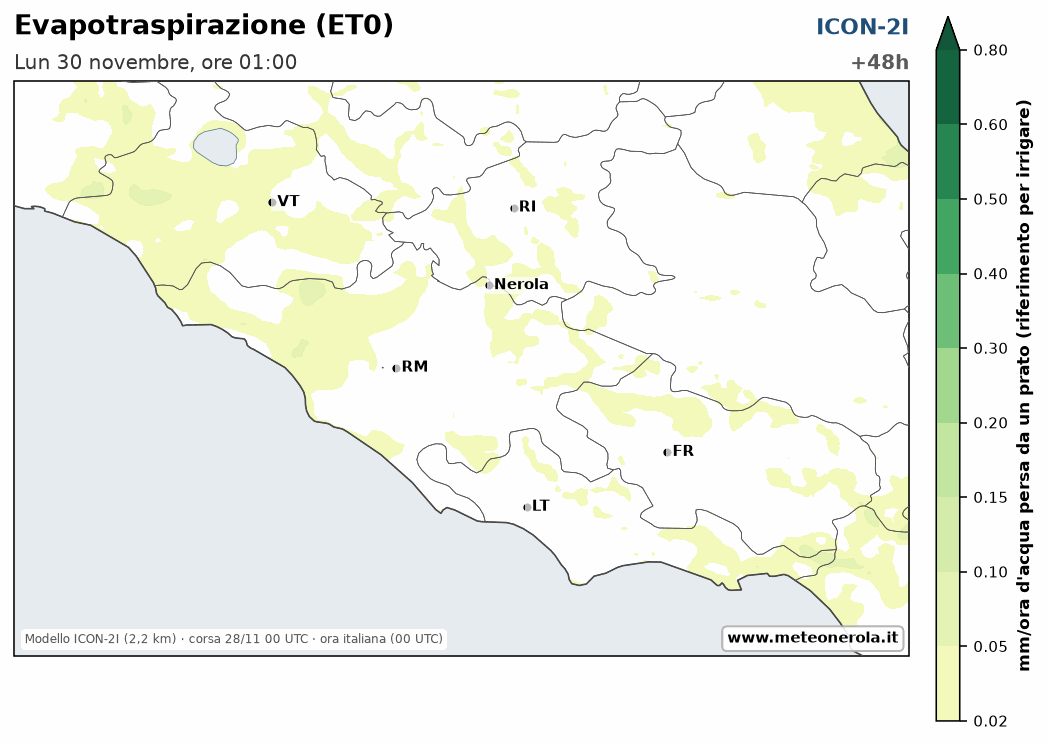 Evapotraspirazione (ET0)
ICON-2I
Lun 30 novembre, ore 01:00
+48h
VT
RI
Nerola
RM
FR
LT
Modello ICON-2I (2,2 km) · corsa 28/11 00 UTC · ora italiana (00 UTC)
www.meteonerola.it
0.80
0.60
0.50
0.40
0.30
0.20
0.15
0.10
0.05
0.02
mm/ora d'acqua persa da un prato (riferimento per irrigare)